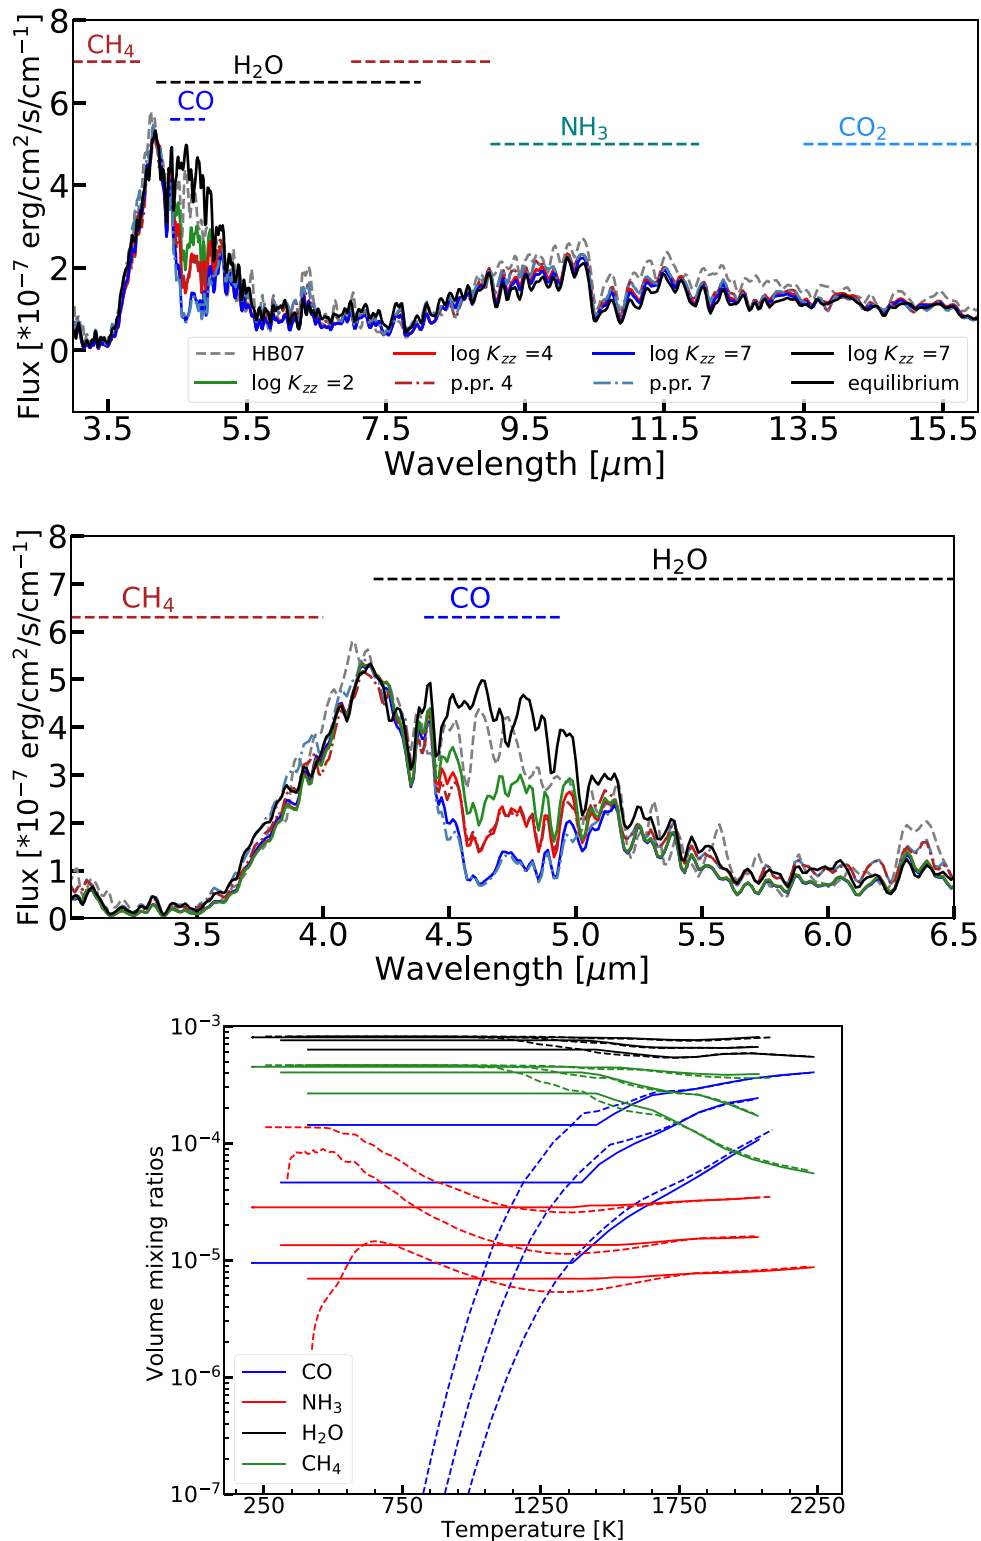 CH₄
H₂O
CO
NH₃
CO₂
8
6
4
2
0
Flux [*10⁻⁷ erg/cm²/s/cm⁻¹]
HB07
log K_zz =4
log K_zz =7
log K_zz =7
log K_zz =2
p.pr. 4
p.pr. 7
equilibrium
3.5 5.5 7.5 9.5 11.5 13.5 15.5
Wavelength [μm]
H₂O
CH₄
CO
8
7
6
5
4
3
2
1
0
Flux [*10⁻⁷ erg/cm²/s/cm⁻¹]
3.5 4.0 4.5 5.0 5.5 6.0 6.5
Wavelength [μm]
10⁻³
10⁻⁴
10⁻⁵
10⁻⁶
10⁻⁷
Volume mixing ratios
CO
NH₃
H₂O
CH₄
250 750 1250 1750 2250
Temperature [K]